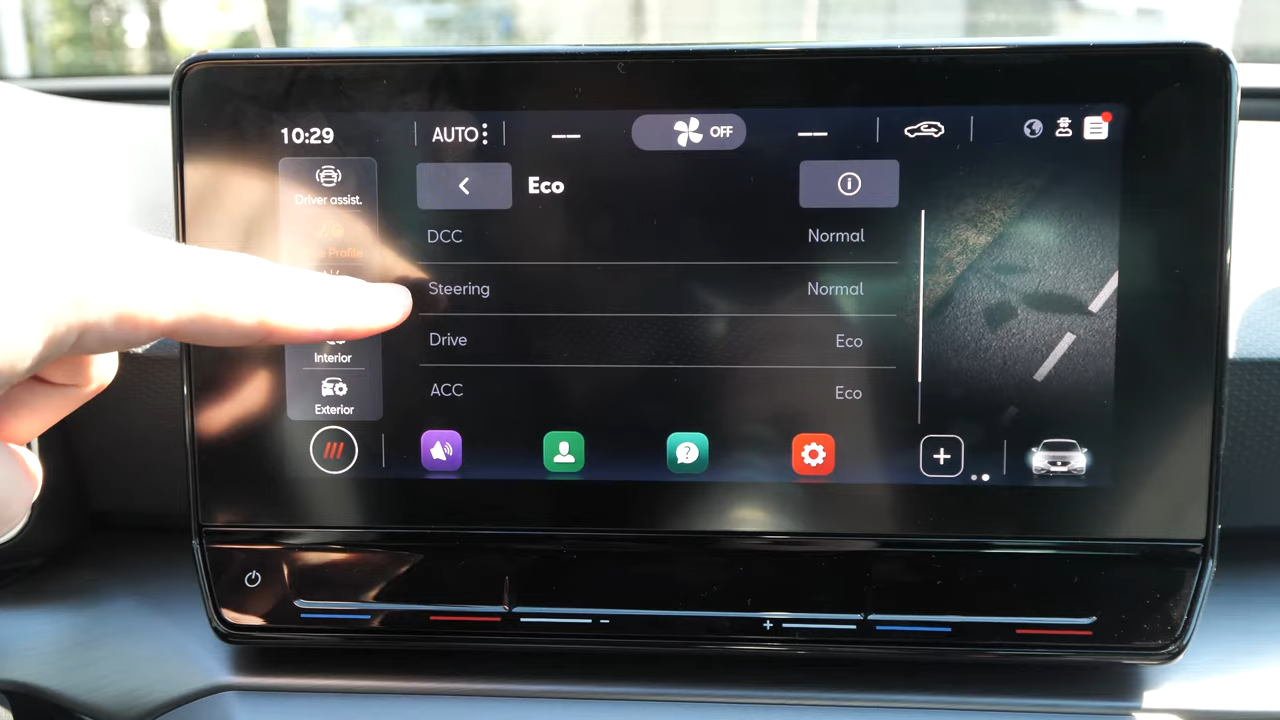 10:29 AUTO OFF
Driver assist.
Eco
DCC Normal
Profile
Steering Normal
Drive Eco
Interior
ACC Eco
Exterior